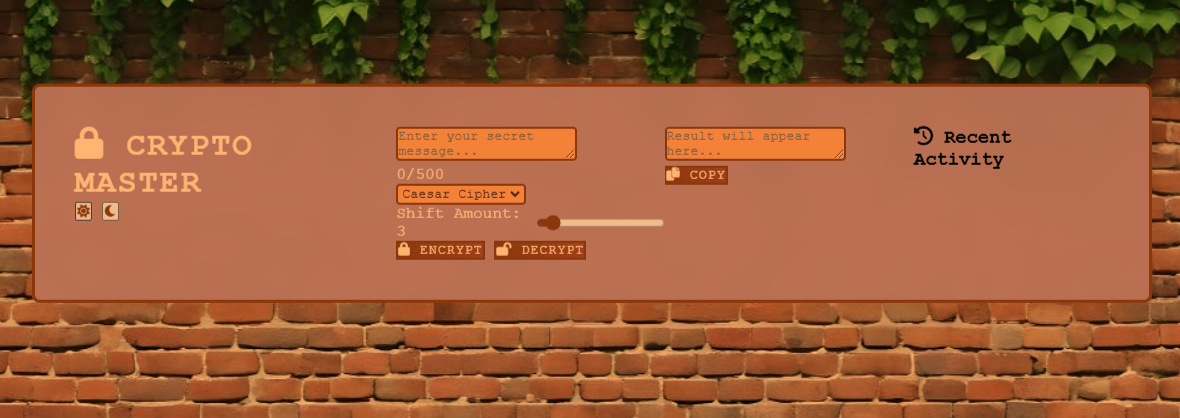 CRYPTO
MASTER
Enter your secret
message...
0/500
Caesar Cipher
Shift Amount:
3
ENCRYPT
DECRYPT
Result will appear
here...
COPY
Recent
Activity